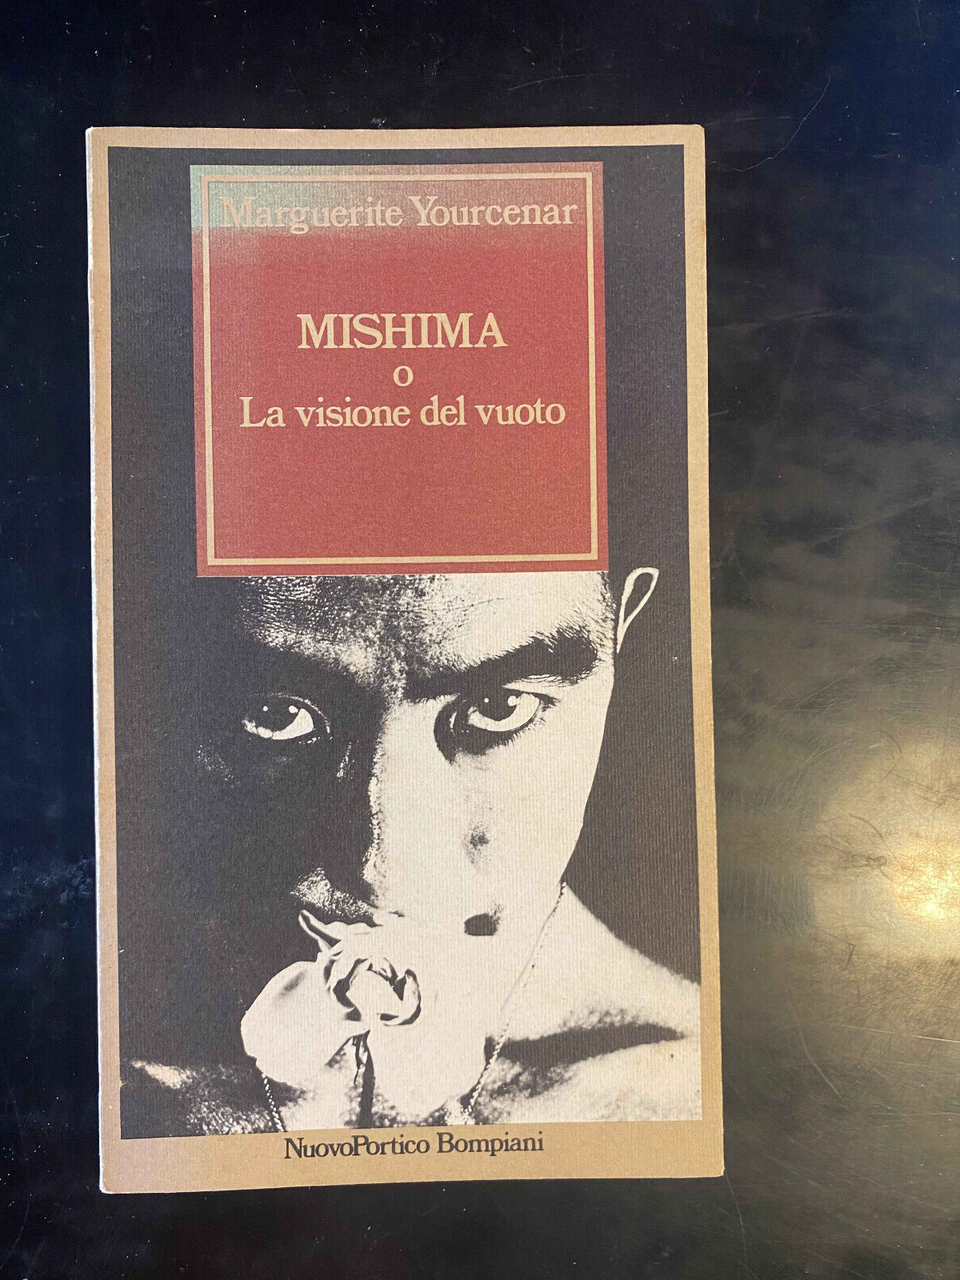 Marguerite Yourcenar
MISHIMA
o
La visione del vuoto
NuovoPortico Bompiani